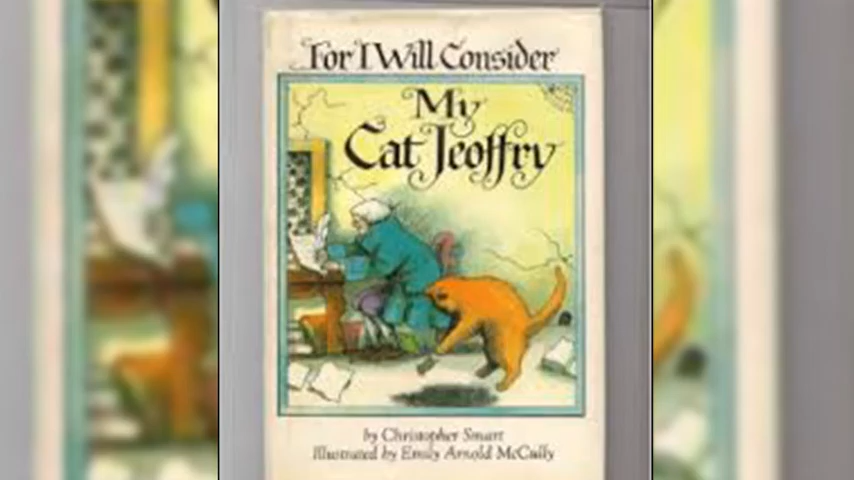 For I Will Consider
My
Cat Jeoffry
by Christopher Smart
Illustrated by Emily Arnold McCully